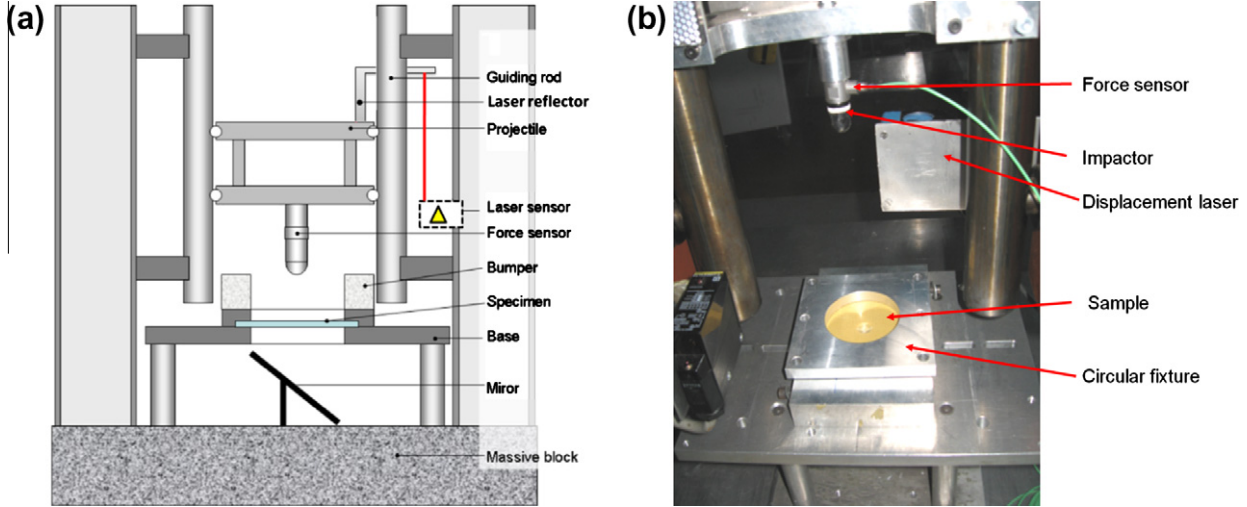 (a)
Guiding rod
Laser reflector
Projectile
Laser sensor
Force sensor
Bumper
Specimen
Base
Miror
Massive block
(b)
Force sensor
Impactor
Displacement laser
Sample
Circular fixture